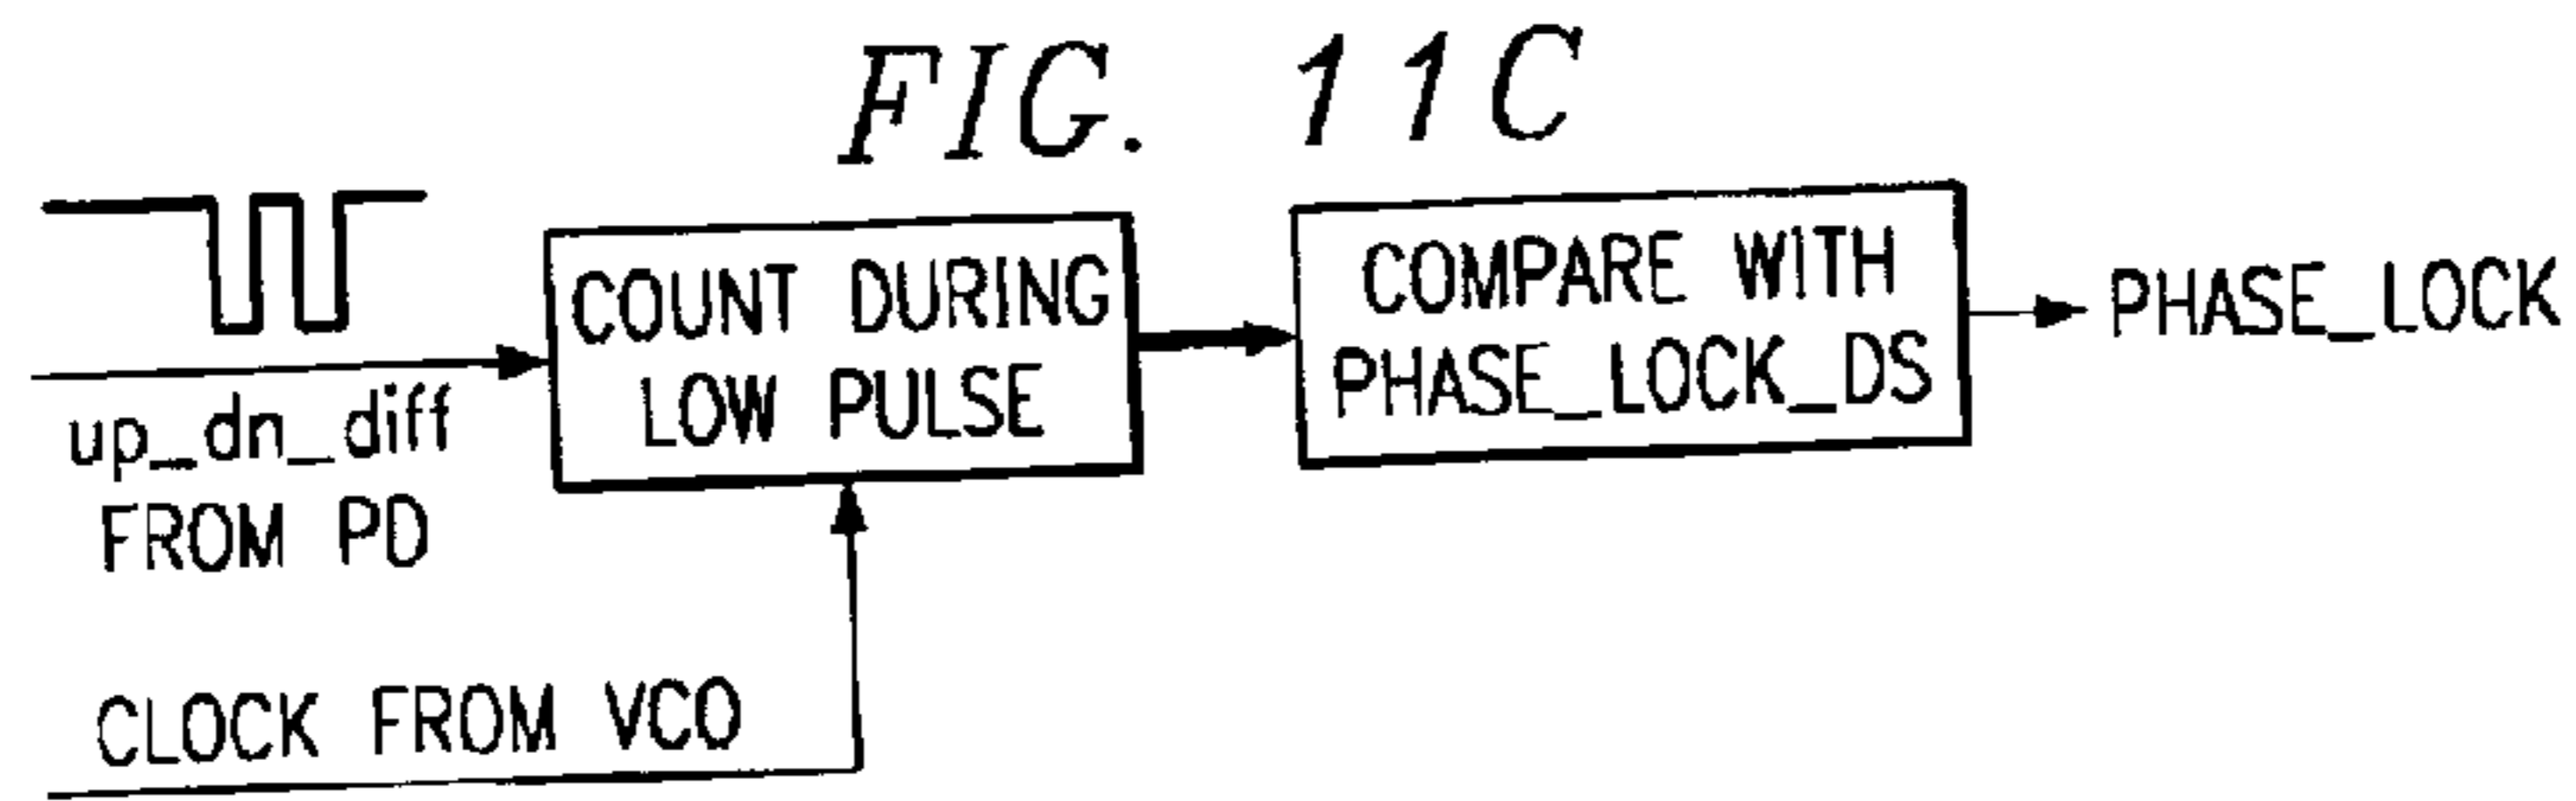 FIG. 11C
COUNT DURING
LOW PULSE
COMPARE WITH
PHASE_LOCK_DS
PHASE_LOCK
up_dn_diff
FROM PD
CLOCK FROM VCO